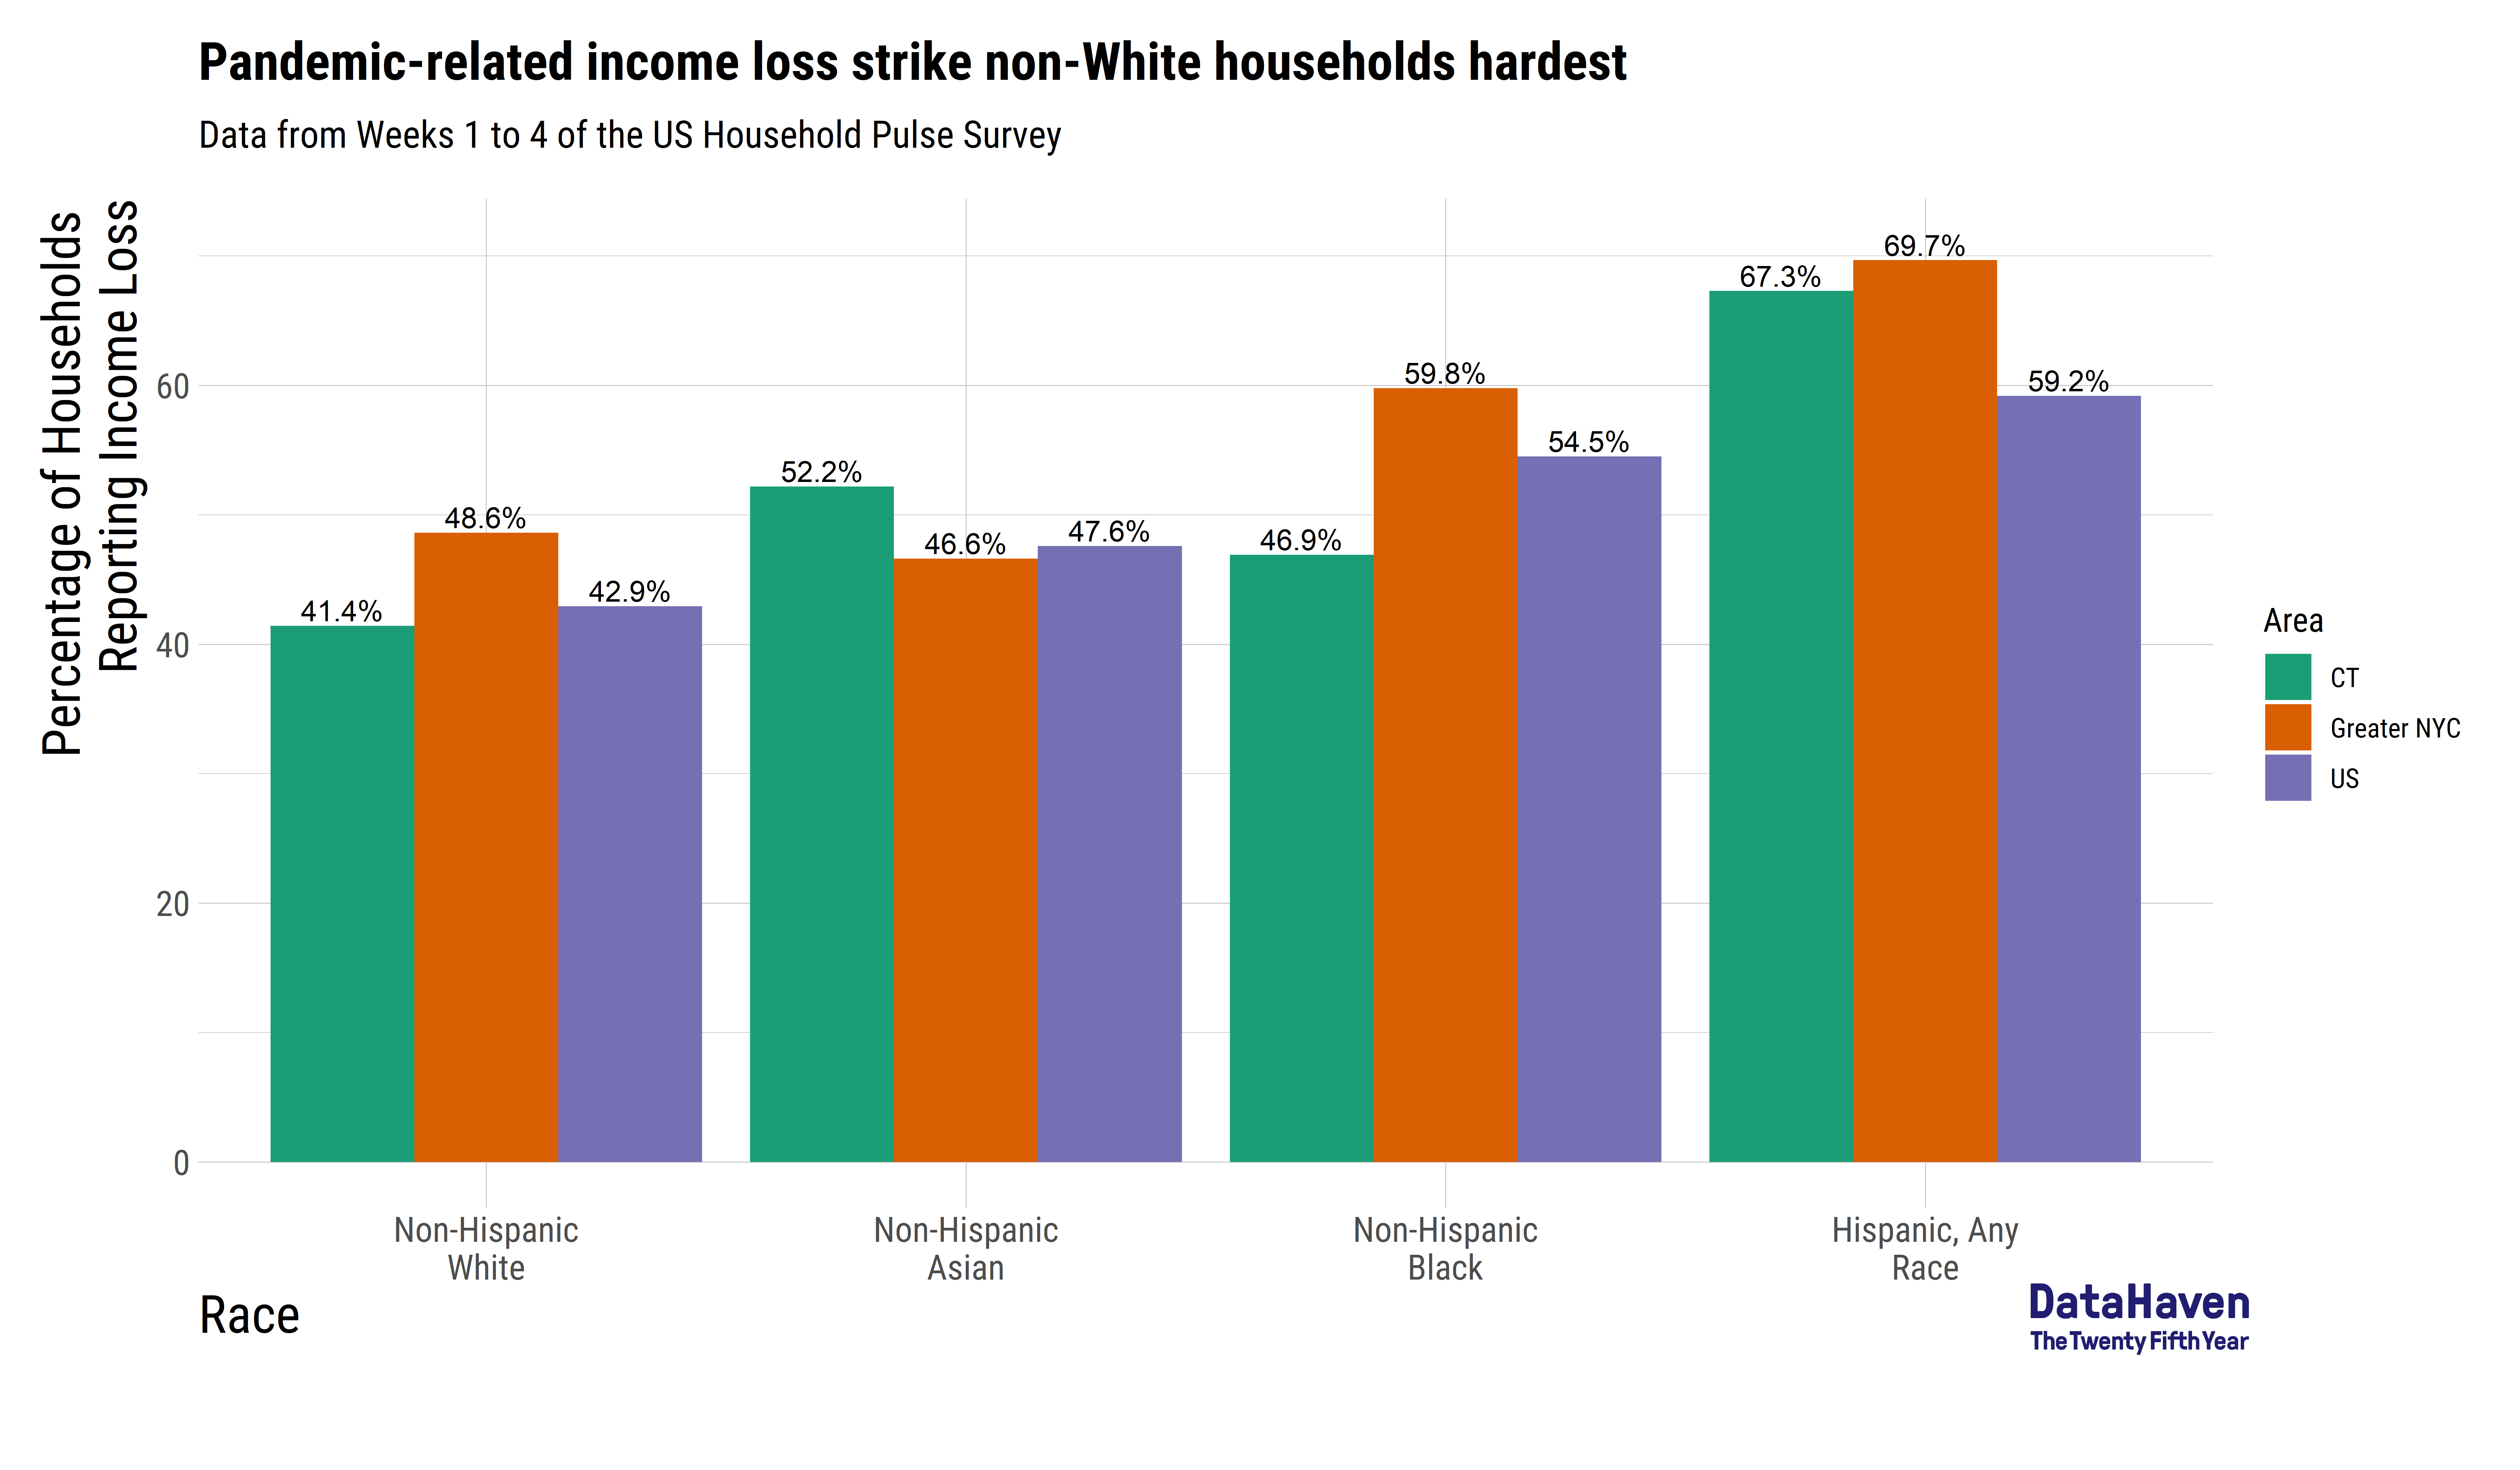 Pandemic-related income loss strike non-White households hardest
Data from Weeks 1 to 4 of the US Household Pulse Survey
Percentage of Households
Reporting Income Loss
60
40
20
0
41.4%
48.6%
42.9%
52.2%
46.6%
47.6%
46.9%
59.8%
54.5%
67.3%
69.7%
59.2%
Non-Hispanic
White
Non-Hispanic
Asian
Non-Hispanic
Black
Hispanic, Any
Race
Race
Area
CT
Greater NYC
US
DataHaven
The Twenty Fifth Year